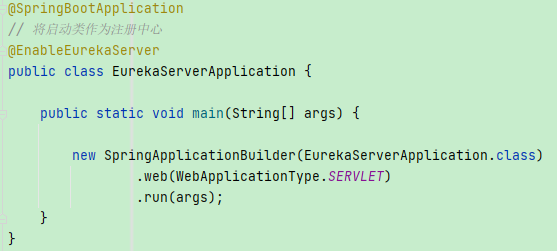 @SpringBootApplication
// 将启动类作为注册中心
@EnableEurekaServer
public class EurekaServerApplication {
public static void main(String[] args) {
new SpringApplicationBuilder(EurekaServerApplication.class)
.web(WebApplicationType.SERVLET)
.run(args);
}
}